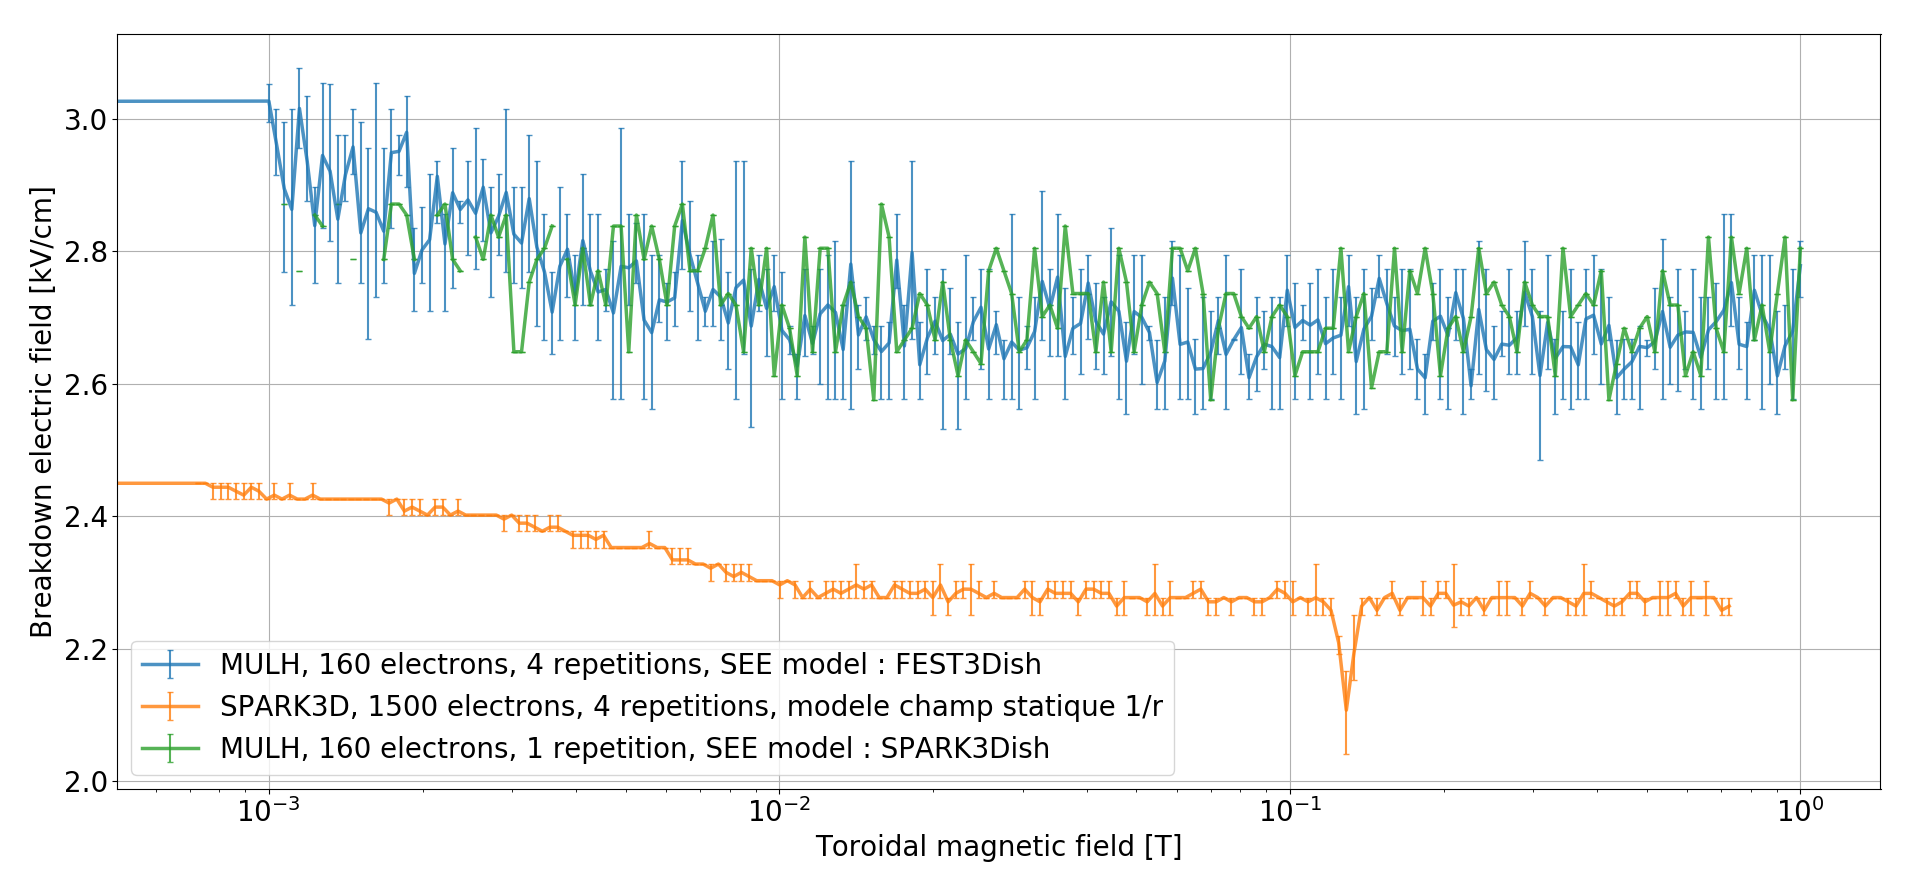 Breakdown electric field [kV/cm]
3.0
2.8
2.6
2.4
2.2
2.0
MULH, 160 electrons, 4 repetitions, SEE model : FEST3Dish
SPARK3D, 1500 electrons, 4 repetitions, modele champ statique 1/r
MULH, 160 electrons, 1 repetition, SEE model : SPARK3Dish
10⁻³ 10⁻² 10⁻¹ 10⁰
Toroidal magnetic field [T]